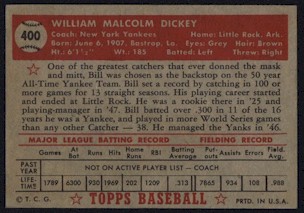 400
WILLIAM MALCOLM DICKEY
Coach: New York Yankees Home: Little Rock, Ark.
Born: June 6, 1907, Bastrop, La. Eyes: Grey Hair: Brown
Ht.: 6'1½" Wt.: 185 Batted: Left Threw: Right
One of the greatest catchers that ever donned the mask
and mitt, Bill was chosen as the backstop on the 50 year
All-Time Yankee Team. Bill set a record by catching in 100 or
more games for 13 straight seasons. His playing career started
and ended at Little Rock. He was a rookie there in '25 and
playing-manager in '47. Bill batted over .300 in 11 of the 16
years he was a Yankee, and played in more World Series games
than any other Catcher — 38. He managed the Yanks in '46.
MAJOR LEAGUE BATTING RECORD FIELDING RECORD
Games At Bat Runs Hits Home Runs RBI Batting Average Put-outs Assists Errors Field. Avg.
PAST YEAR NOT ON ACTIVE PLAYER LIST - COACH
LIFE-TIME 1789 6300 930 1969 202 1209 .313 7865 934 108 .988
© T.C.G. TOPPS BASEBALL PRTD. IN U.S.A.